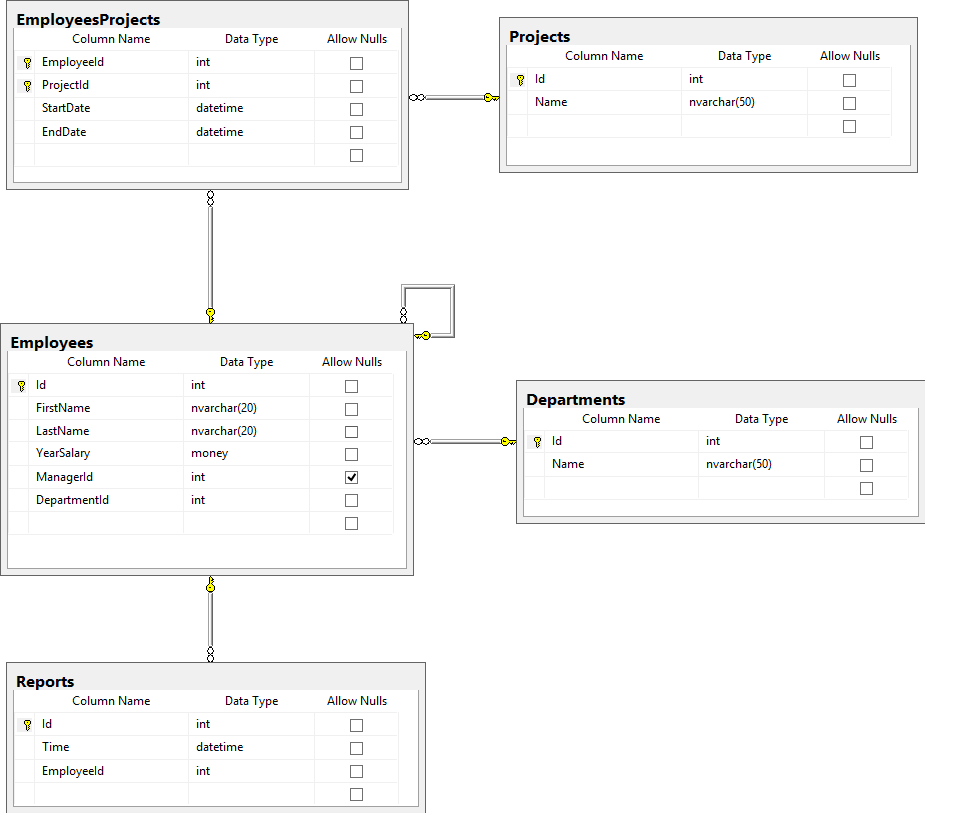 EmployeesProjects
Column Name Data Type Allow Nulls
EmployeeId int
ProjectId int
StartDate datetime
EndDate datetime
Projects
Column Name Data Type Allow Nulls
Id int
Name nvarchar(50)
Employees
Column Name Data Type Allow Nulls
Id int
FirstName nvarchar(20)
LastName nvarchar(20)
YearSalary money
ManagerId int
DepartmentId int
Departments
Column Name Data Type Allow Nulls
Id int
Name nvarchar(50)
Reports
Column Name Data Type Allow Nulls
Id int
Time datetime
EmployeeId int